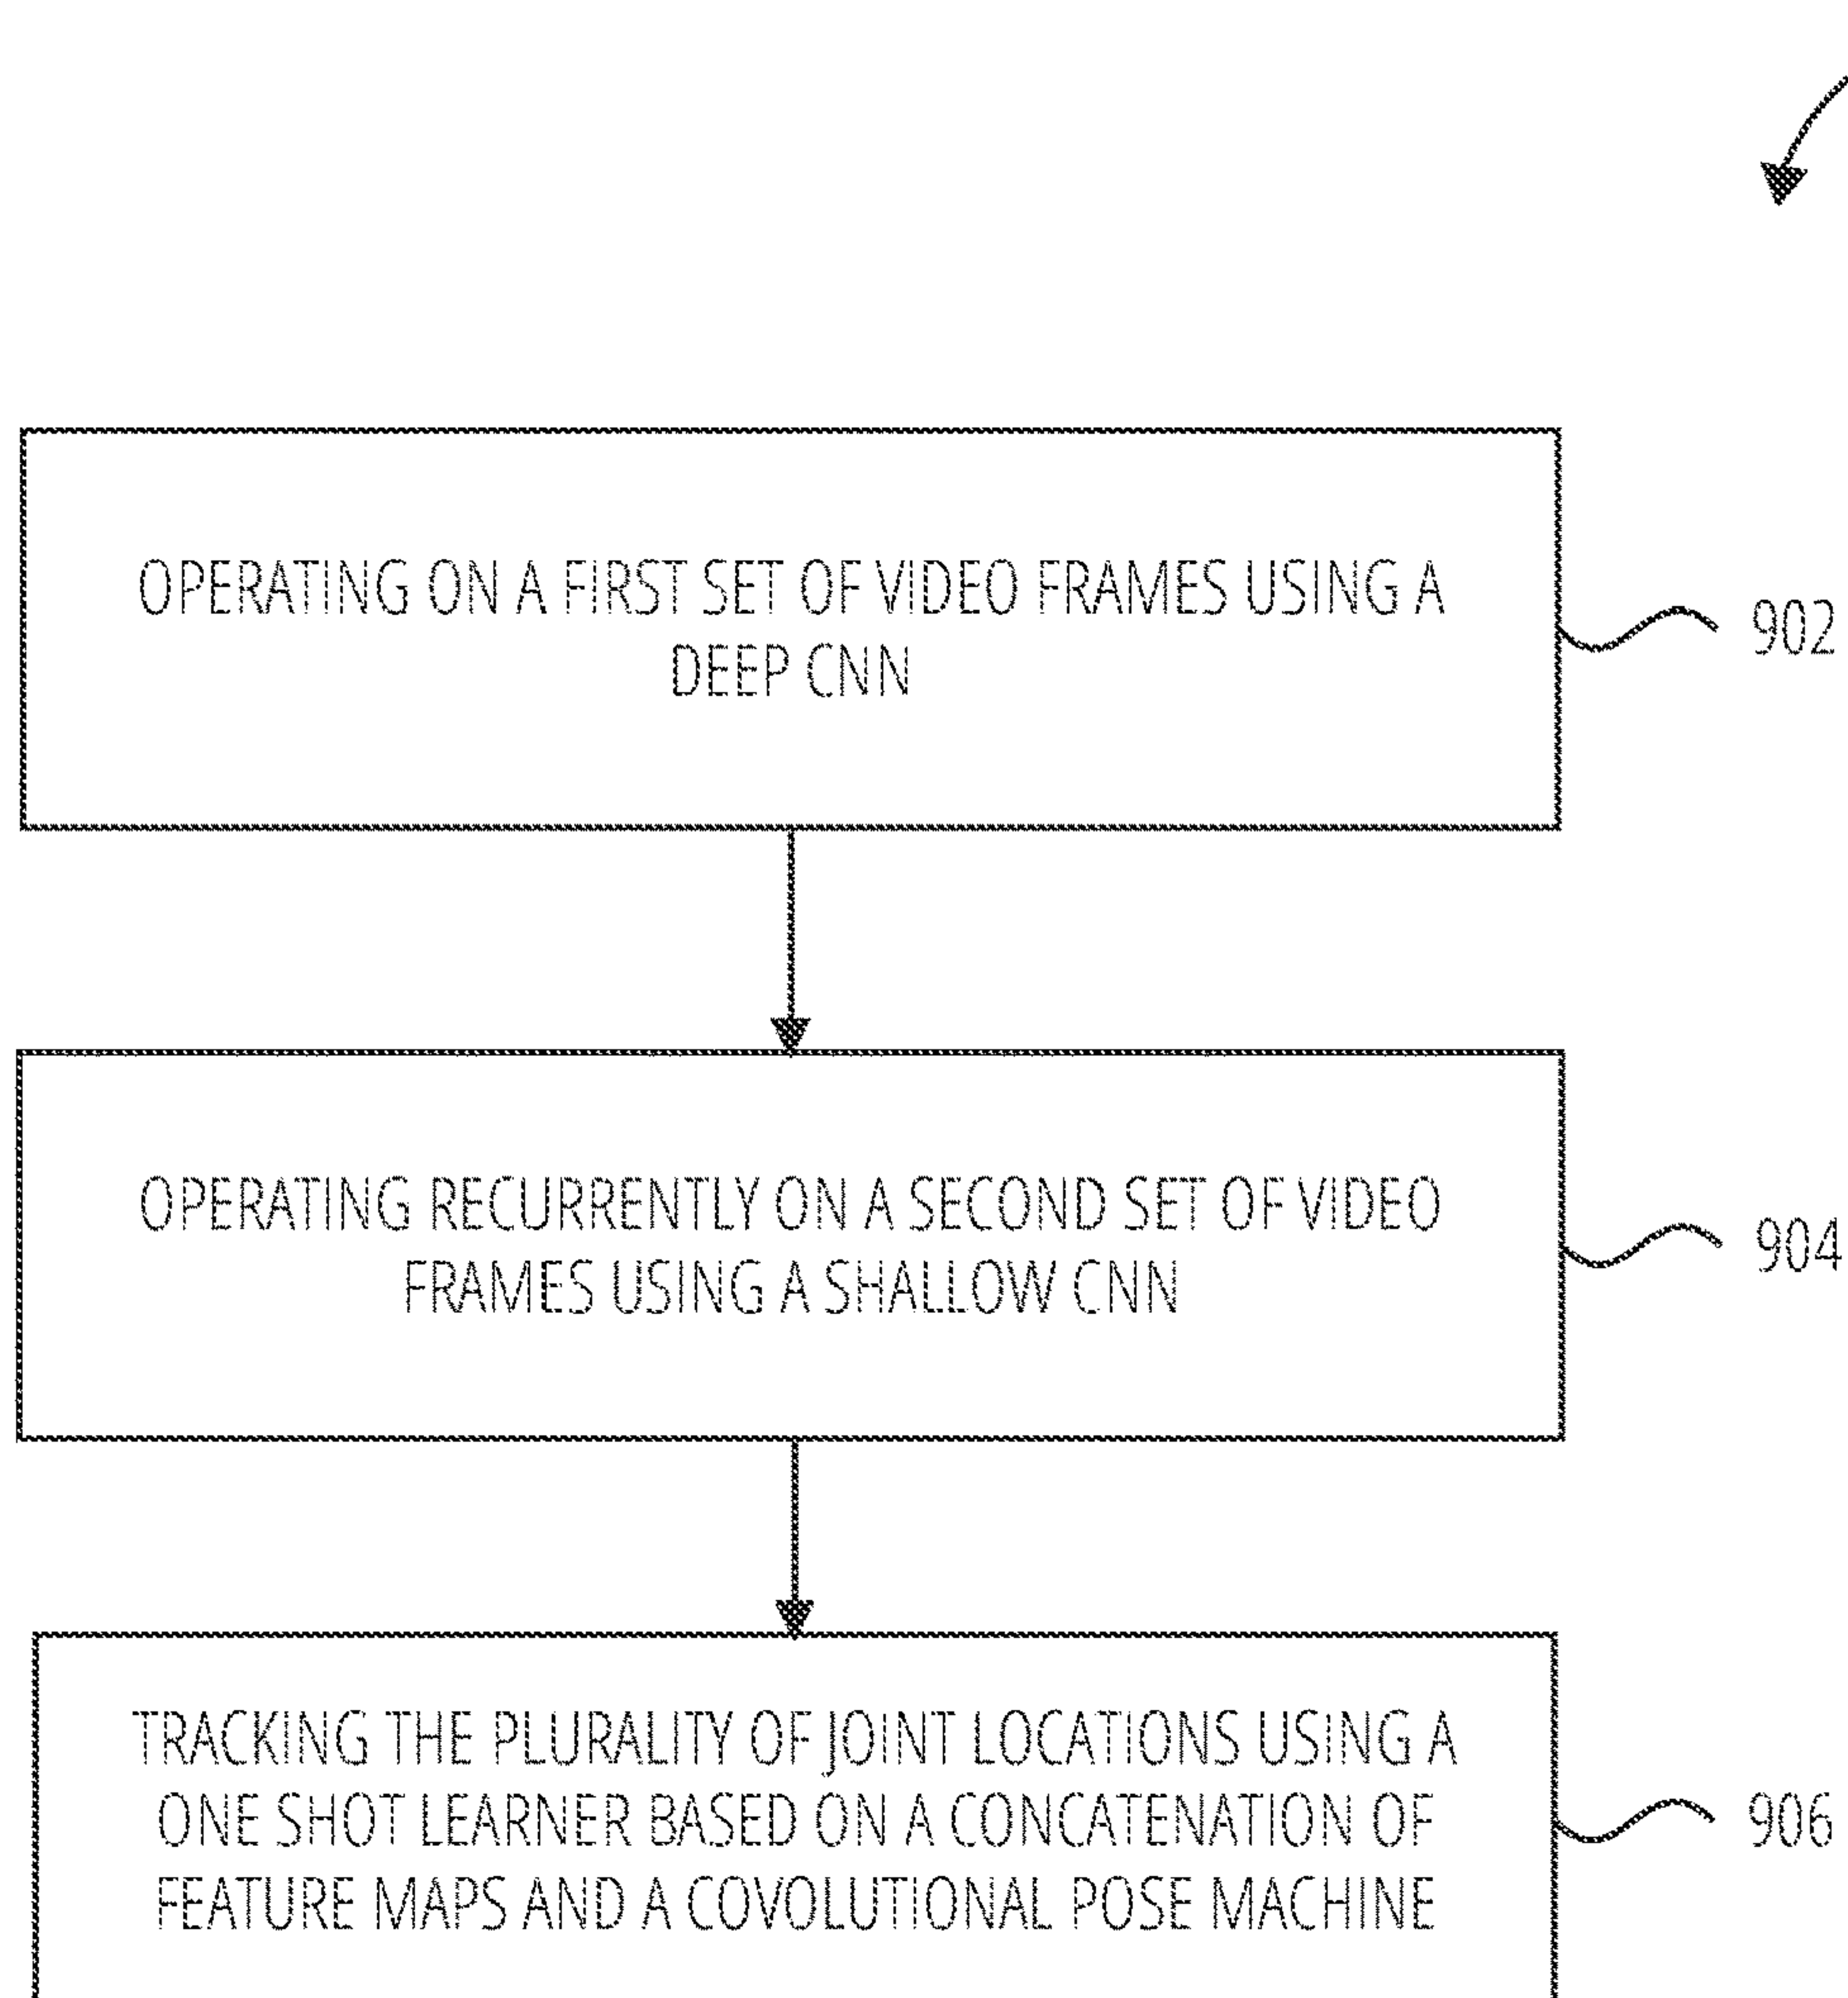 OPERATING ON A FIRST SET OF VIDEO FRAMES USING A
DEEP CNN
902
OPERATING RECURRENTLY ON A SECOND SET OF VIDEO
FRAMES USING A SHALLOW CNN
904
TRACKING THE PLURALITY OF JOINT LOCATIONS USING A
ONE SHOT LEARNER BASED ON A CONCATENATION OF
FEATURE MAPS AND A COVOLUTIONAL POSE MACHINE
906